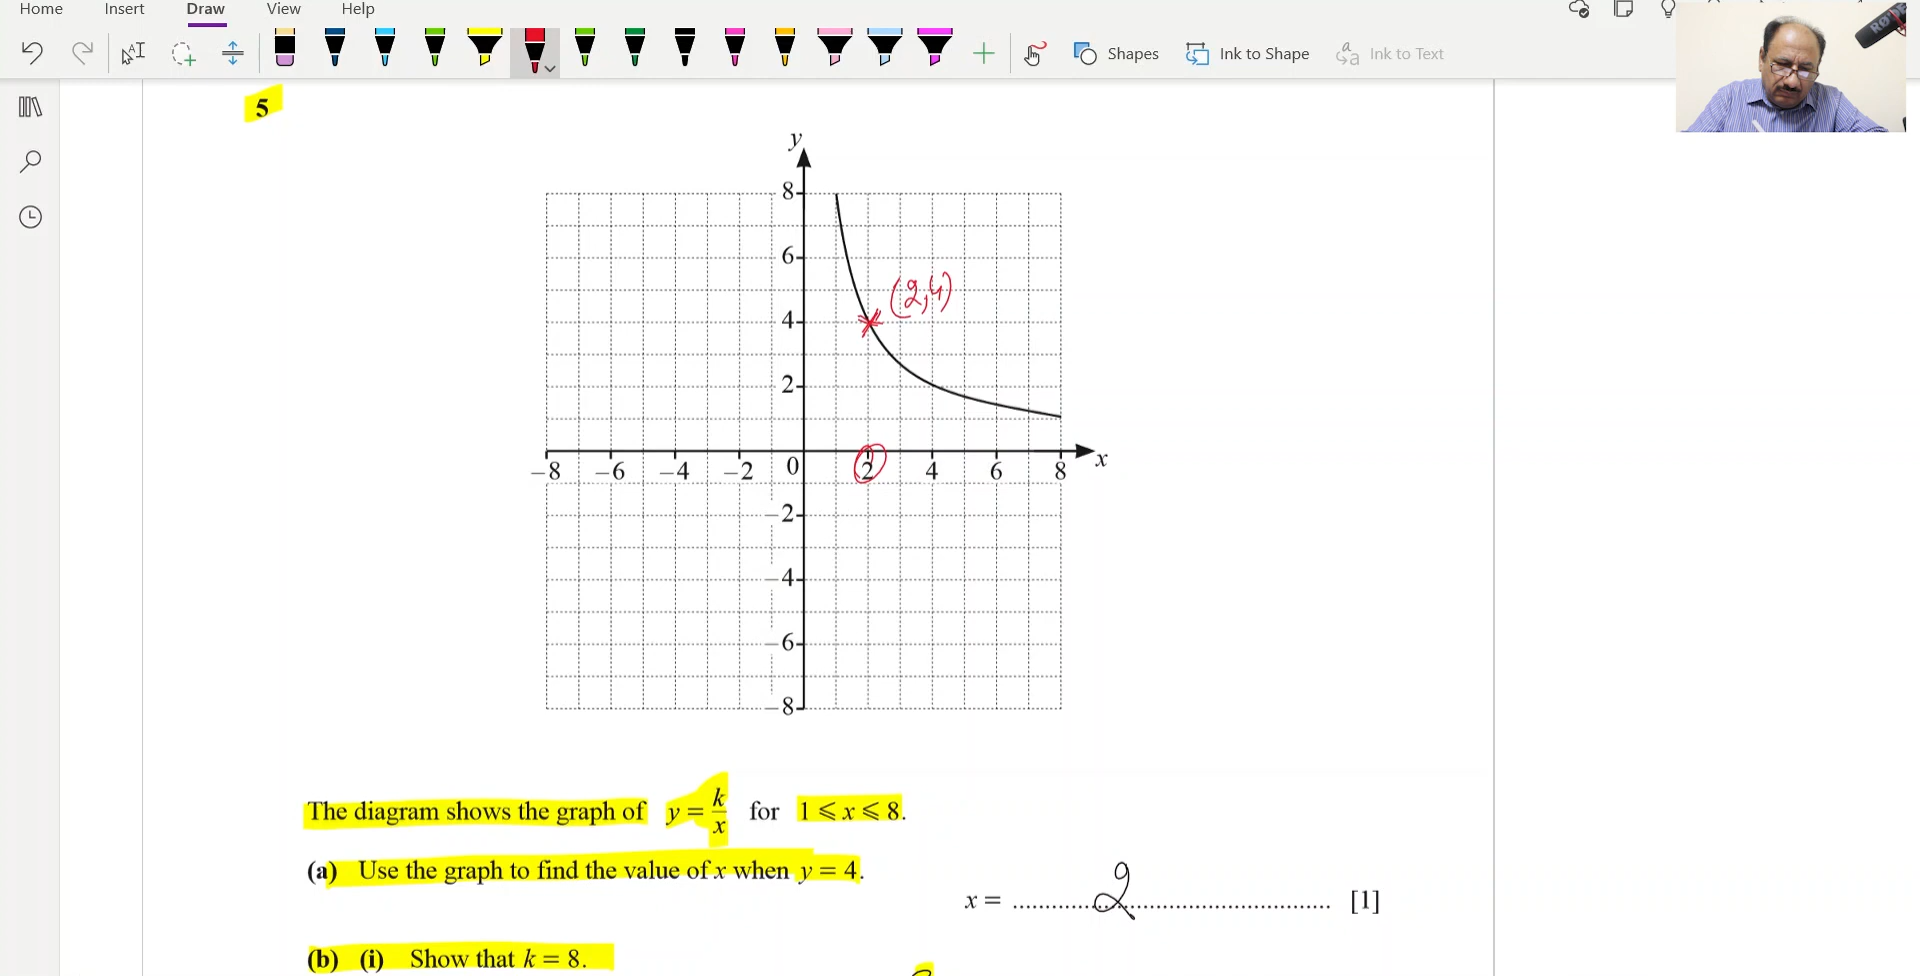 Home Insert Draw View Help
Shapes Ink to Shape Ink to Text
5
y
8
6
(2,4)
4
2
−8 −6 −4 −2 0 2 4 6 8 x
−2
−4
−6
−8
The diagram shows the graph of y = k/x for 1 ⩽ x ⩽ 8.
(a) Use the graph to find the value of x when y = 4.
x = ........ 2 ........ [1]
(b) (i) Show that k = 8.